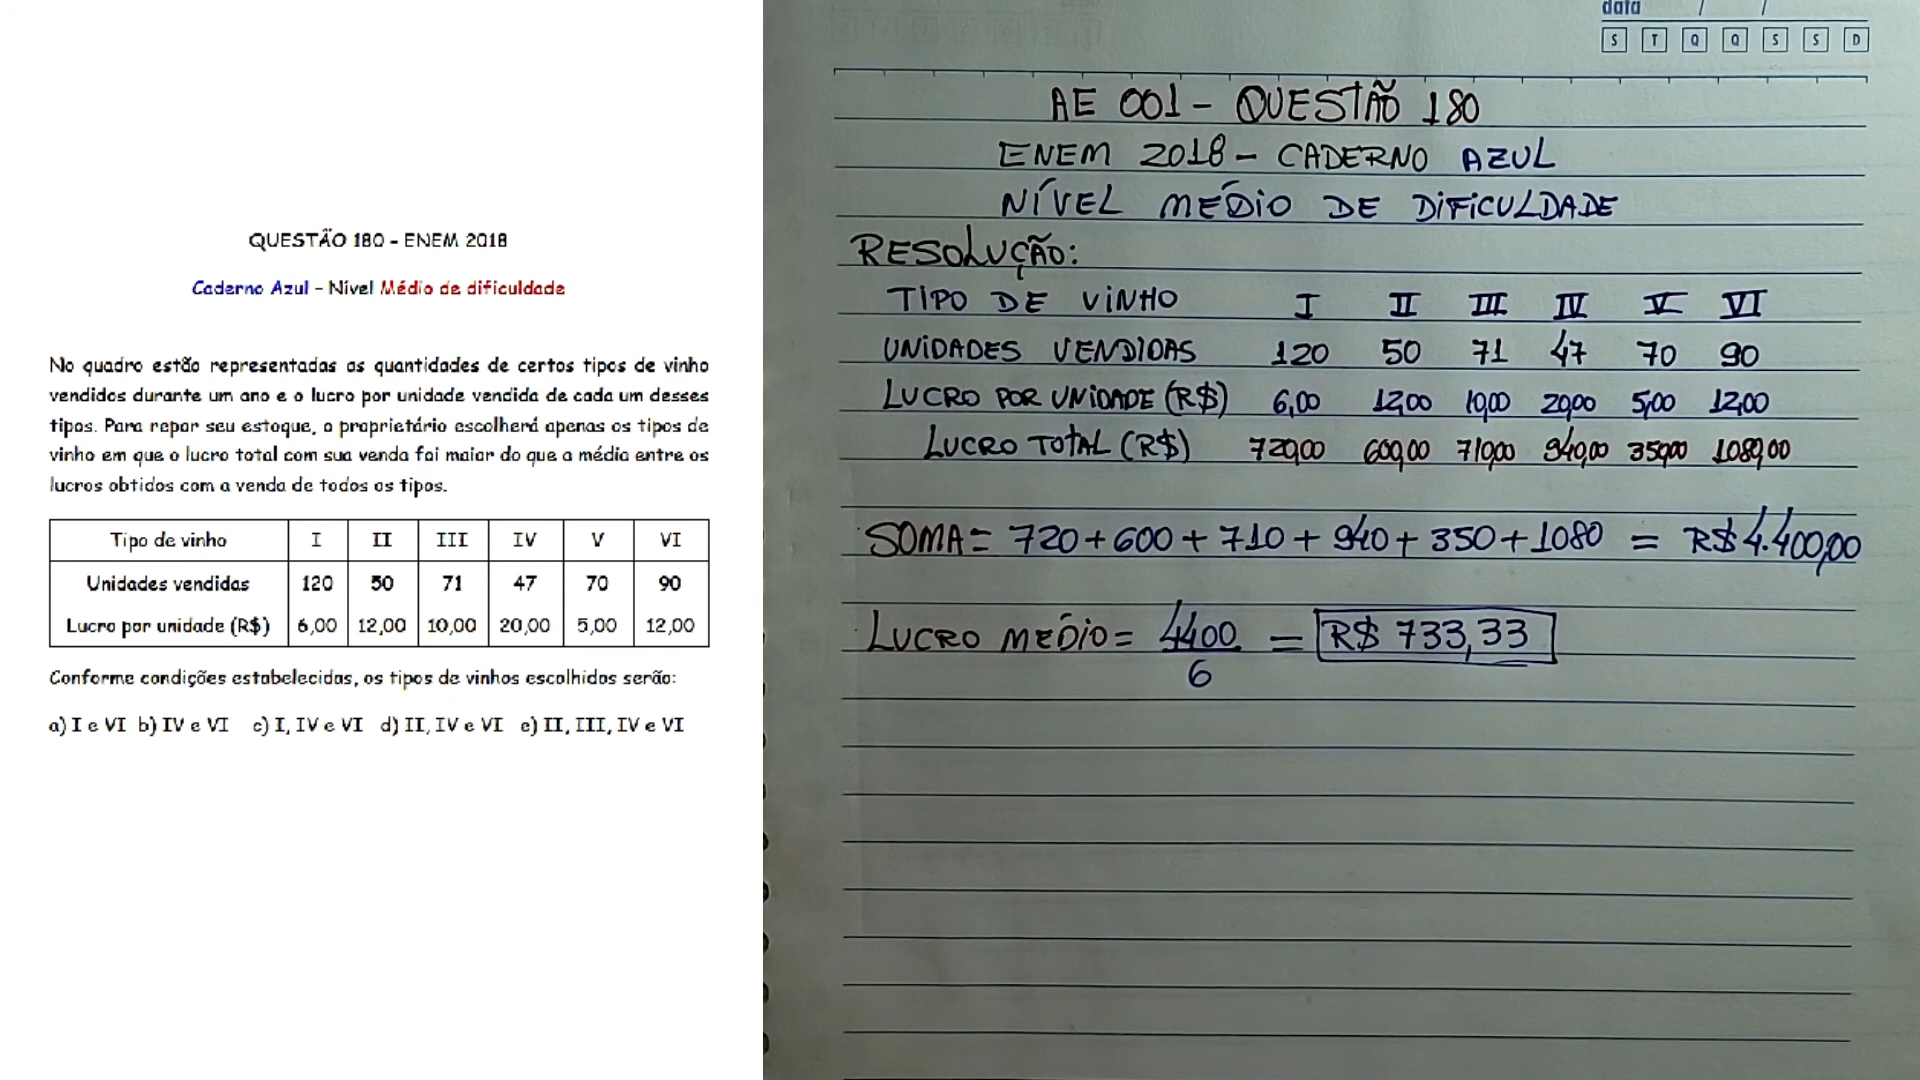 QUESTÃO 180 - ENEM 2018
Caderno Azul - Nível Médio de dificuldade
No quadro estão representadas as quantidades de certos tipos de vinho
vendidos durante um ano e o lucro por unidade vendida de cada um desses
tipos. Para repor seu estoque, o proprietário escolherá apenas os tipos de
vinho em que o lucro total com sua venda foi maior do que a média entre os
lucros obtidos com a venda de todos os tipos.
Tipo de vinho I II III IV V VI
Unidades vendidas 120 50 71 47 70 90
Lucro por unidade (R$) 6,00 12,00 10,00 20,00 5,00 12,00
Conforme condições estabelecidas, os tipos de vinhos escolhidos serão:
a) I e VI b) IV e VI c) I, IV e VI d) II, IV e VI e) II, III, IV e VI
data / /
S T Q Q S S D
AE 001 - QUESTÃO 180
ENEM 2018 - CADERNO AZUL
NÍVEL MÉDIO DE DIFICULDADE
RESOLUÇÃO:
TIPO DE VINHO I II III IV V VI
UNIDADES VENDIDAS 120 50 71 47 70 90
LUCRO POR UNIDADE (R$) 6,00 12,00 10,00 20,00 5,00 12,00
LUCRO TOTAL (R$) 720,00 600,00 710,00 940,00 350,00 1080,00
SOMA = 720 + 600 + 710 + 940 + 350 + 1080 = R$ 4.400,00
LUCRO MÉDIO = 4400 = R$ 733,33
6